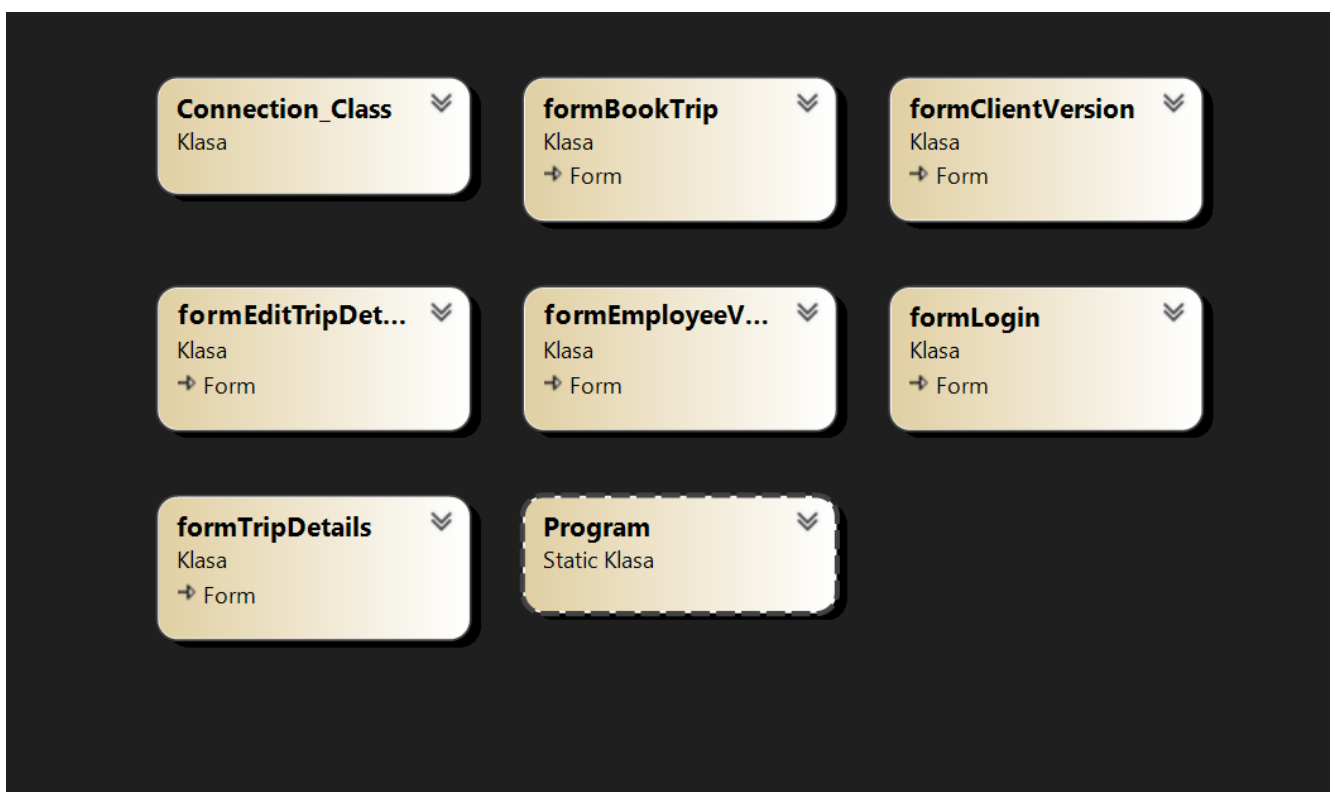 Connection_Class
Klasa
formBookTrip
Klasa
Form
formClientVersion
Klasa
Form
formEditTripDet...
Klasa
Form
formEmployeeV...
Klasa
Form
formLogin
Klasa
Form
formTripDetails
Klasa
Form
Program
Static Klasa